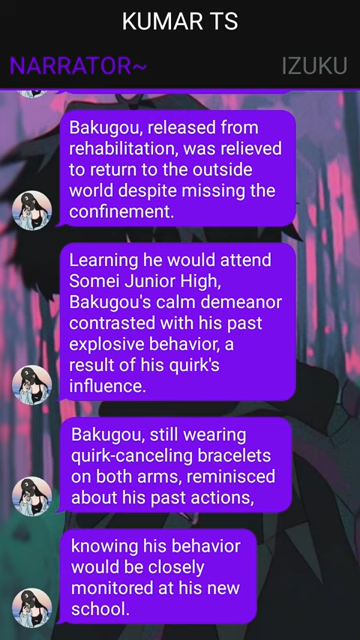 KUMAR TS
NARRATOR~ IZUKU
Bakugou, released from
rehabilitation, was relieved
to return to the outside
world despite missing the
confinement.
Learning he would attend
Somei Junior High,
Bakugou's calm demeanor
contrasted with his past
explosive behavior, a
result of his quirk's
influence.
Bakugou, still wearing
quirk-canceling bracelets
on both arms, reminisced
about his past actions,
knowing his behavior
would be closely
monitored at his new
school.